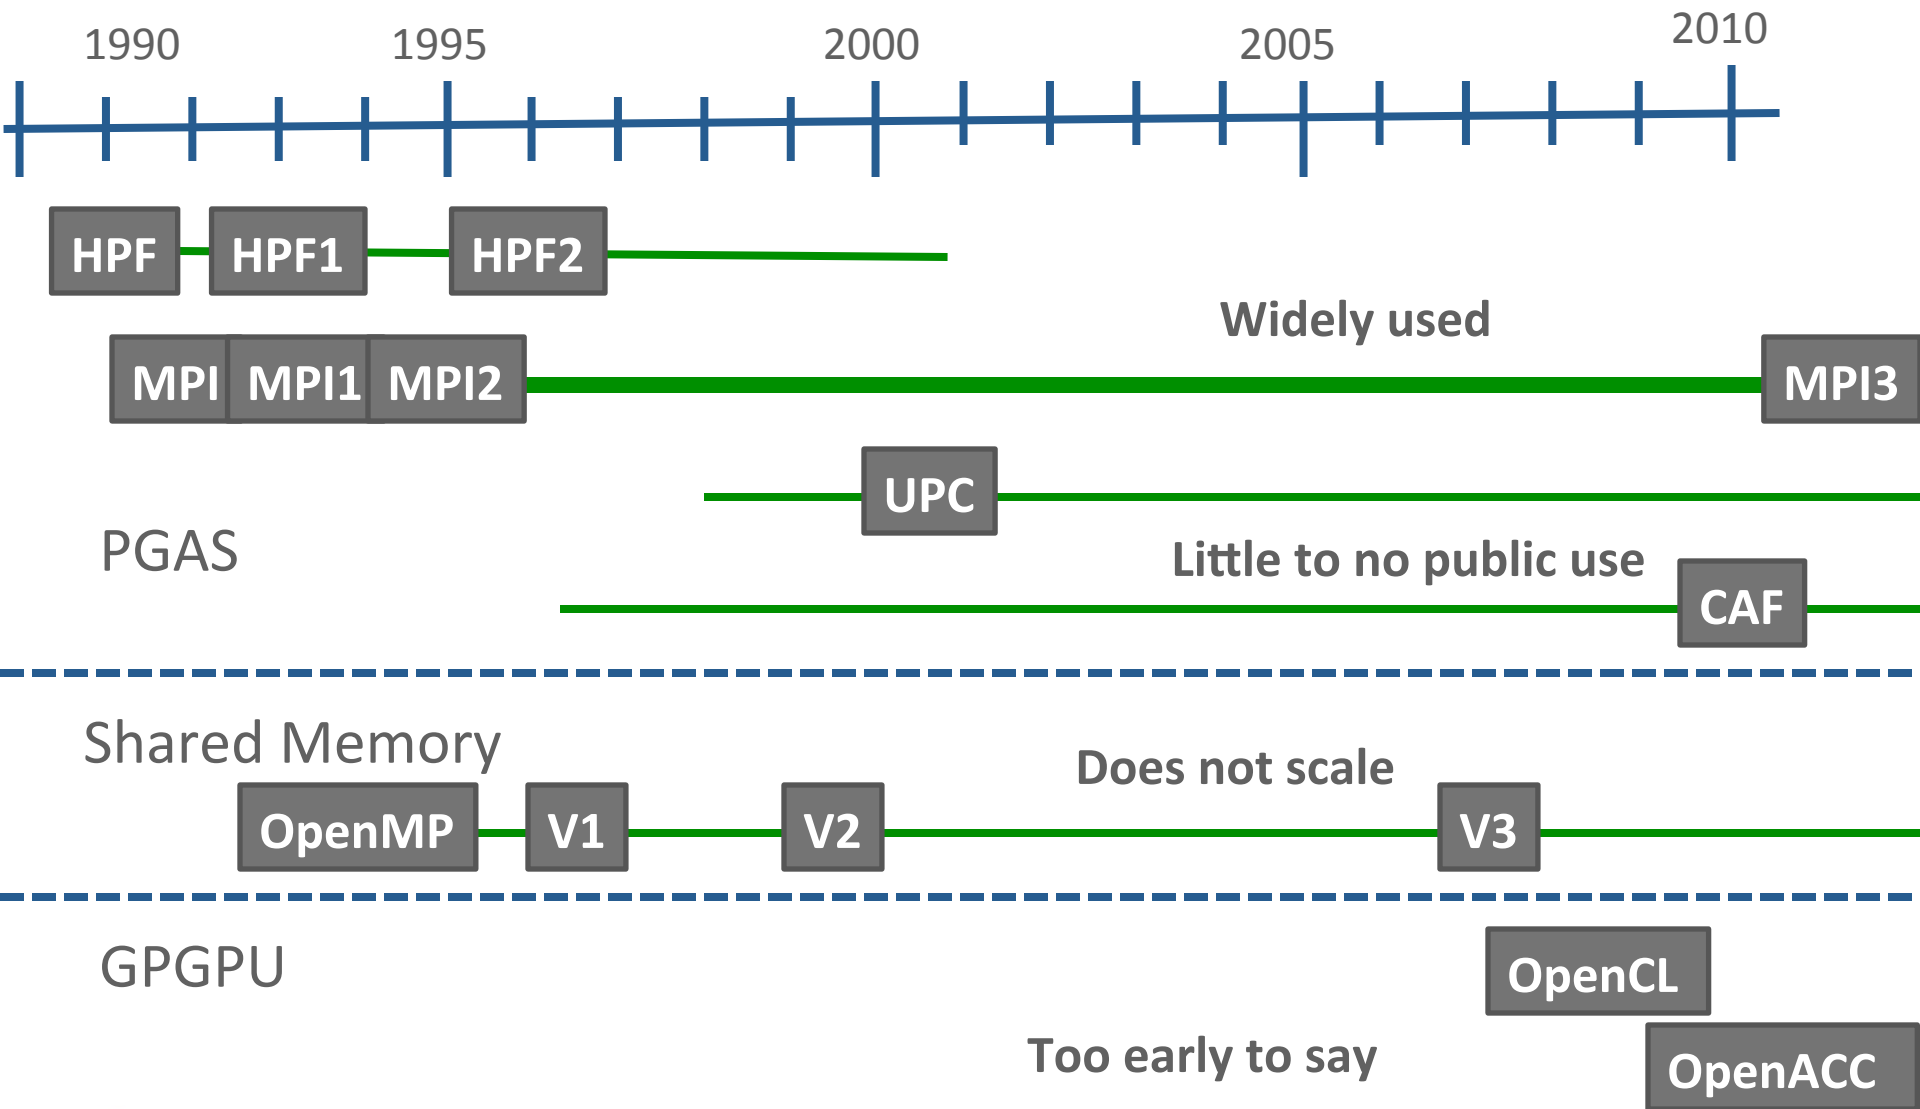 1990 1995 2000 2005 2010
HPF HPF1 HPF2
Widely used
MPI MPI1 MPI2 MPI3
UPC
PGAS
Little to no public use
CAF
Shared Memory
Does not scale
OpenMP V1 V2 V3
GPGPU
OpenCL
Too early to say
OpenACC